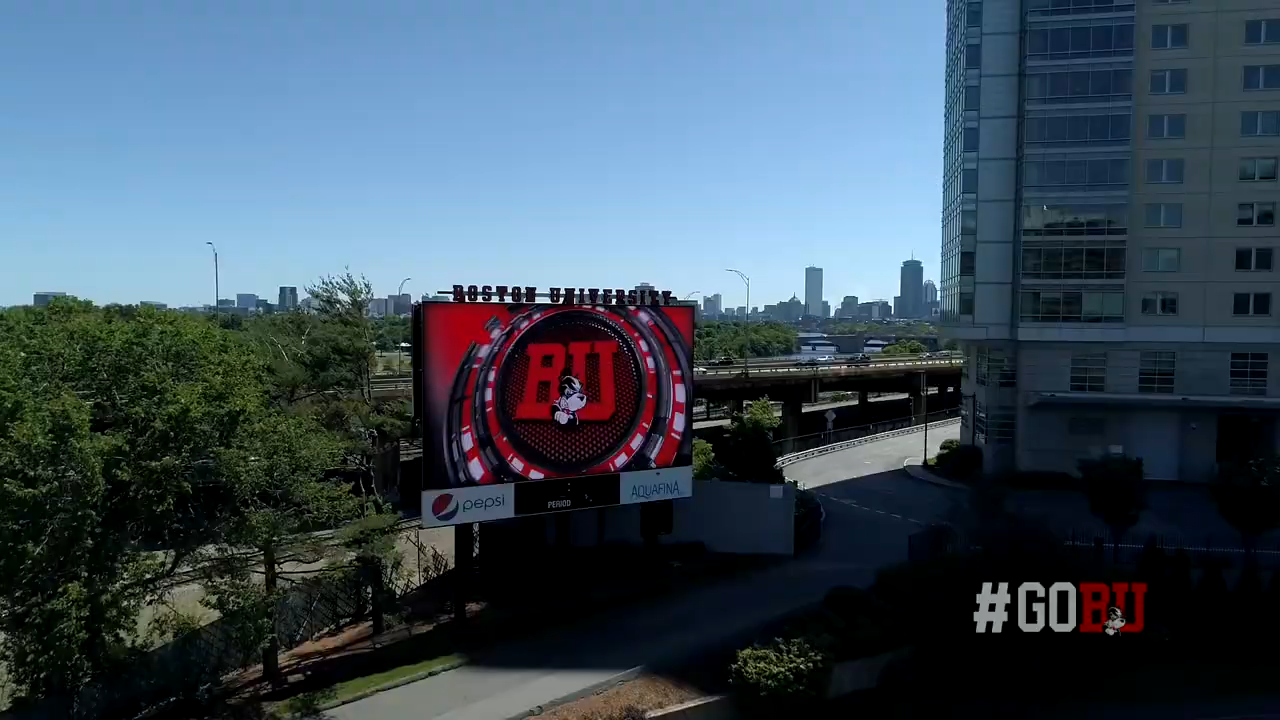 BOSTON UNIVERSITY
BU
pepsi
PERIOD
AQUAFINA
#GOBU